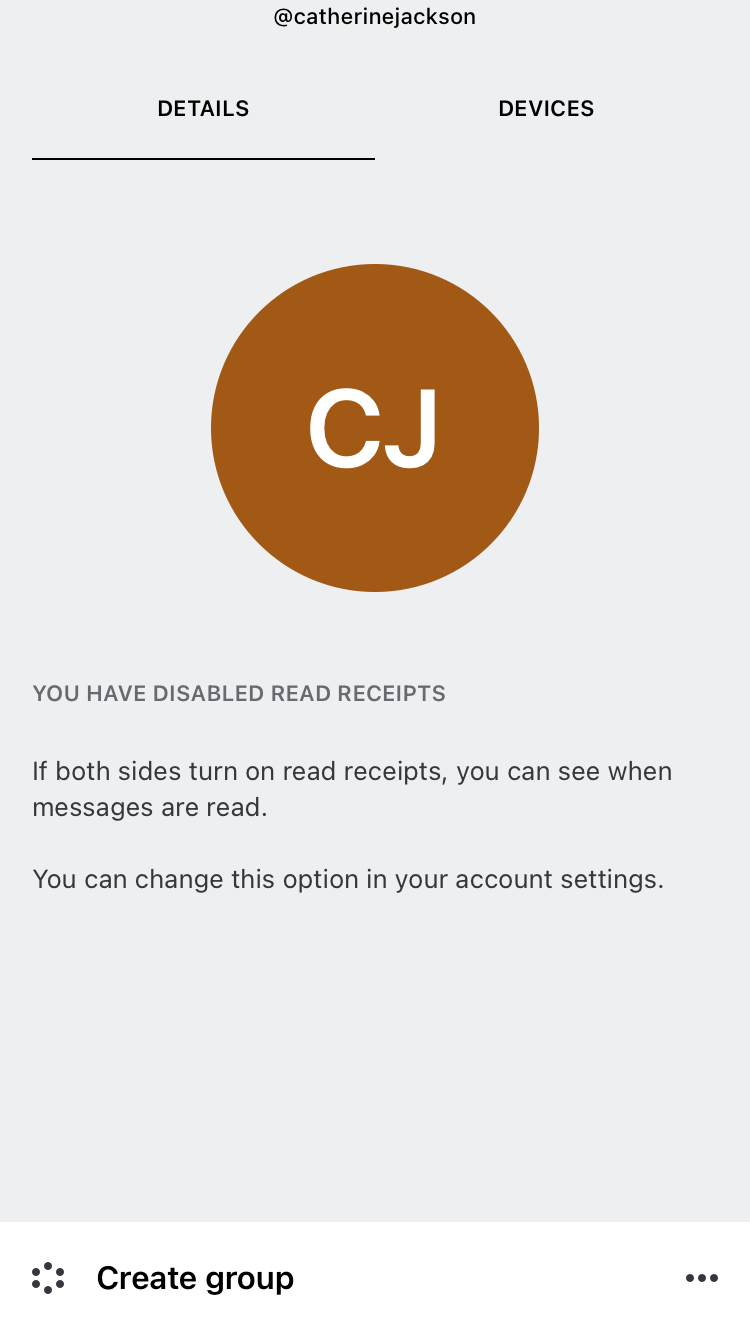 @catherinejackson
DETAILS
DEVICES
CJ
YOU HAVE DISABLED READ RECEIPTS
If both sides turn on read receipts, you can see when
messages are read.
You can change this option in your account settings.
Create group